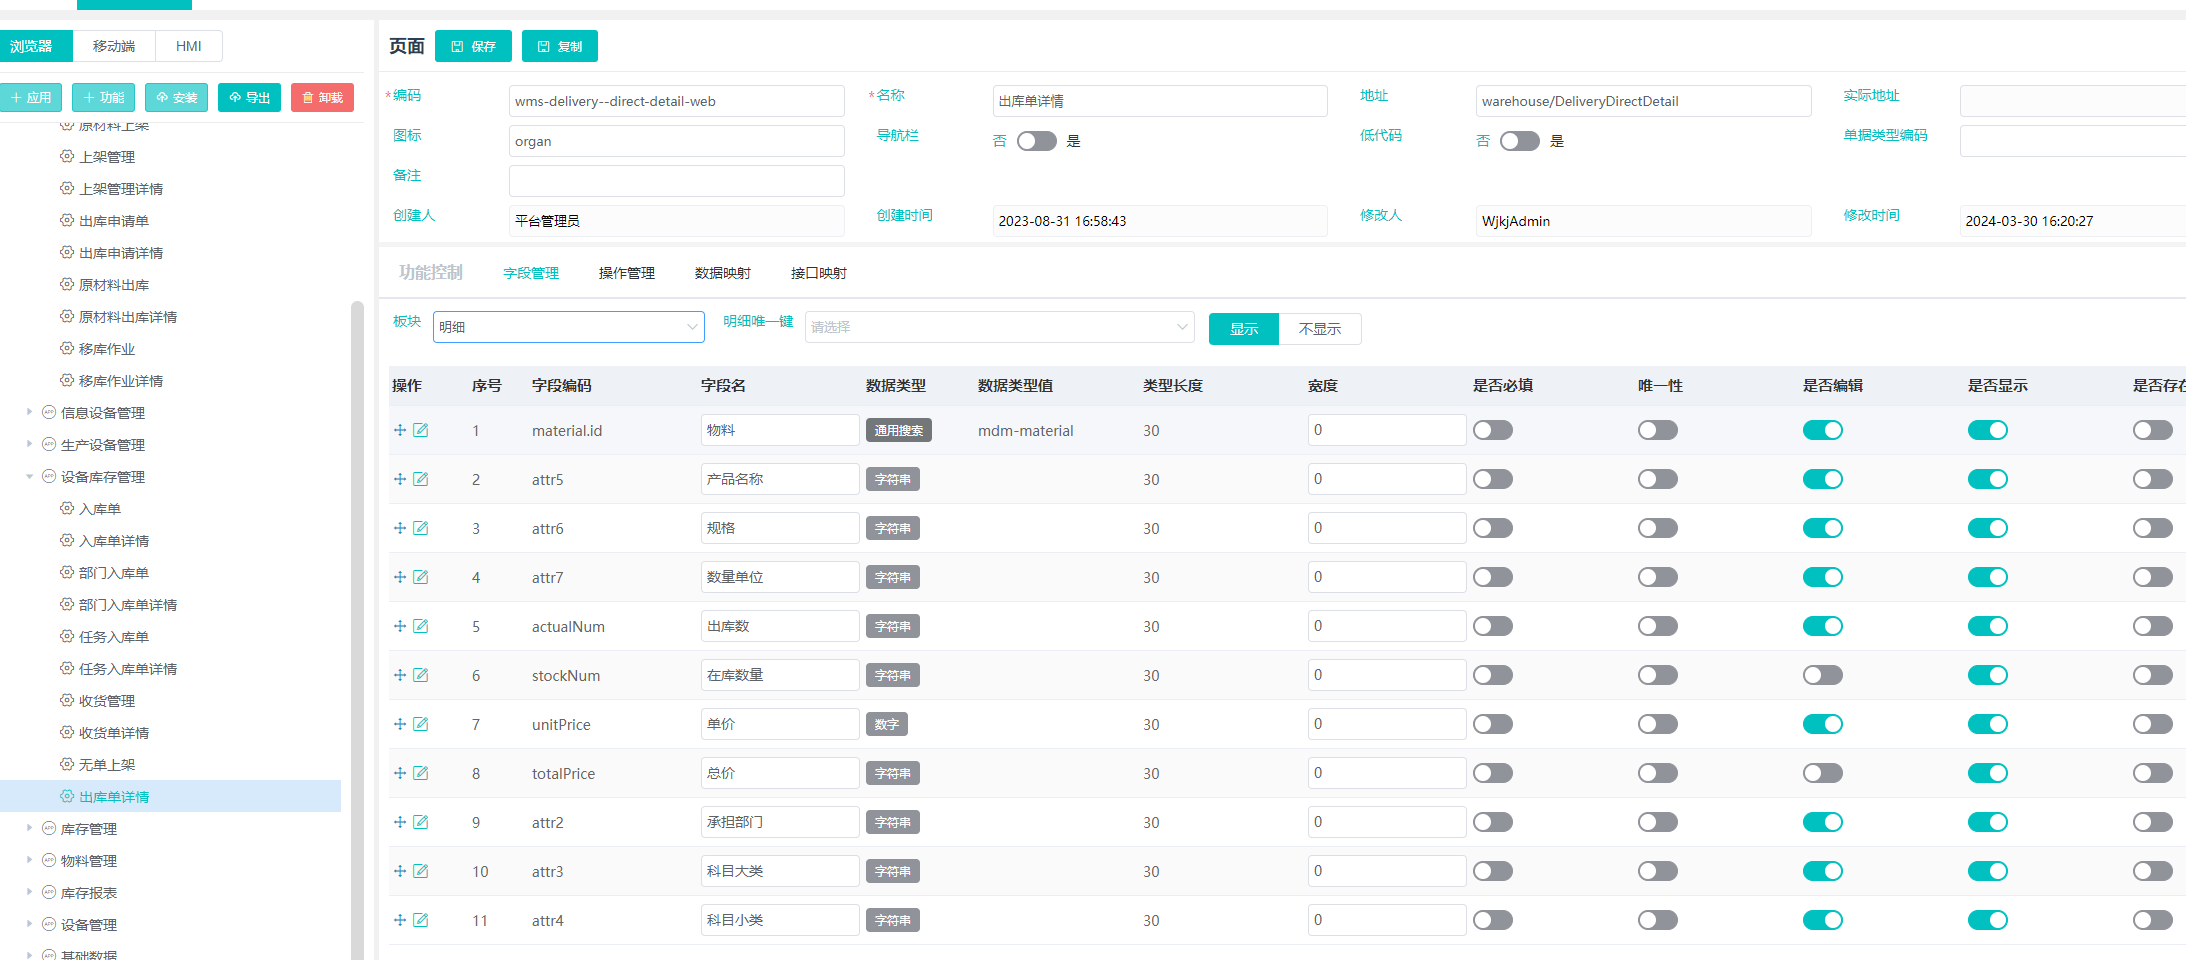 浏览器 移动端 HMI
应用 功能 安装 导出 卸载
原材料上架
上架管理
上架管理详情
出库申请单
出库申请详情
原材料出库
原材料出库详情
移库作业
移库作业详情
信息设备管理
生产设备管理
设备库存管理
入库单
入库单详情
部门入库单
部门入库单详情
任务入库单
任务入库单详情
收货管理
收货单详情
无单上架
出库单详情
库存管理
物料管理
库存报表
设备管理
基础数据
页面 保存 复制
*编码 wms-delivery--direct-detail-web *名称 出库单详情 地址 warehouse/DeliveryDirectDetail 实际地址
图标 organ 导航栏 否 是 低代码 否 是 单据类型编码
备注
创建人 平台管理员 创建时间 2023-08-31 16:58:43 修改人 WjkjAdmin 修改时间 2024-03-30 16:20:27
功能控制 字段管理 操作管理 数据映射 接口映射
板块 明细 明细唯一键 请选择 显示 不显示
操作 序号 字段编码 字段名 数据类型 数据类型值 类型长度 宽度 是否必填 唯一性 是否编辑 是否显示 是否存在
1 material.id 物料 通用搜索 mdm-material 30 0
2 attr5 产品名称 字符串 30 0
3 attr6 规格 字符串 30 0
4 attr7 数量单位 字符串 30 0
5 actualNum 出库数 字符串 30 0
6 stockNum 在库数量 字符串 30 0
7 unitPrice 单价 数字 30 0
8 totalPrice 总价 字符串 30 0
9 attr2 承担部门 字符串 30 0
10 attr3 科目大类 字符串 30 0
11 attr4 科目小类 字符串 30 0